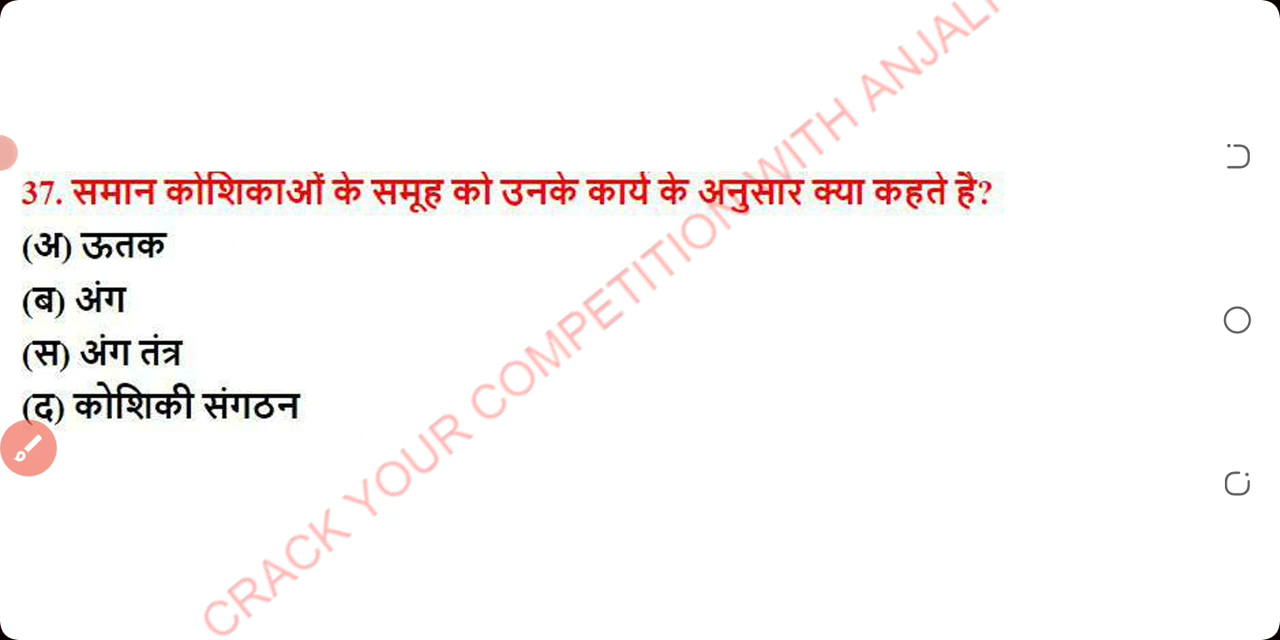 37. समान कोशिकाओं के समूह को उनके कार्य के अनुसार क्या कहते है?
(अ) ऊतक
(ब) अंग
(स) अंग तंत्र
(द) कोशिकी संगठन
CRACK YOUR COMPETITION WITH ANJALI